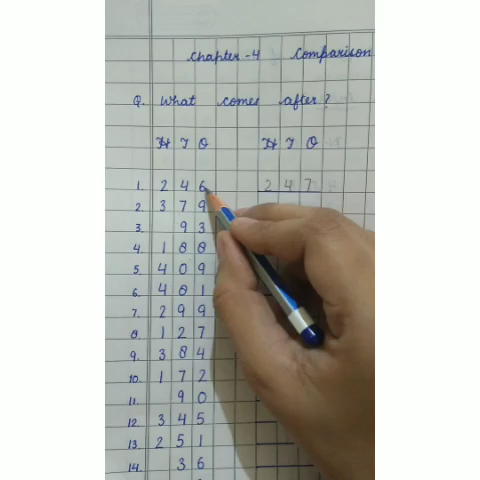 Chapter - 4 Comparison
Q. What comes after?
H T O H T O
1. 2 4 6 2 4 7
2. 3 7 9
3. 9 3
4. 1 8 8
5. 4 0 9
6. 4 8 1
7. 2 9 9
8. 1 2 7
9. 3 8 4
10. 1 7 2
11. 9 0
12. 3 4 5
13. 2 5 1
14. 3 6